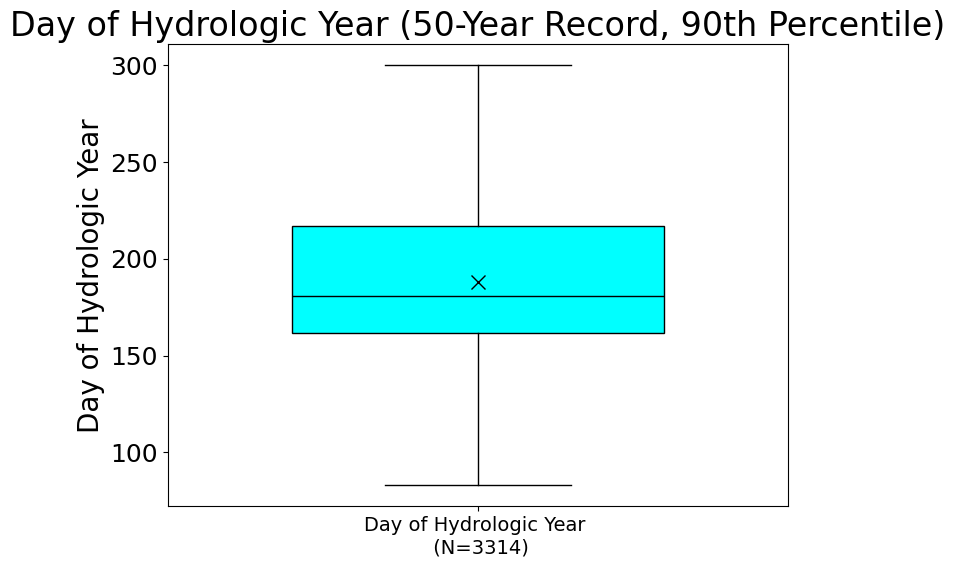 Day of Hydrologic Year (50-Year Record, 90th Percentile)
Day of Hydrologic Year
300
250
200
150
100
Day of Hydrologic Year
(N=3314)